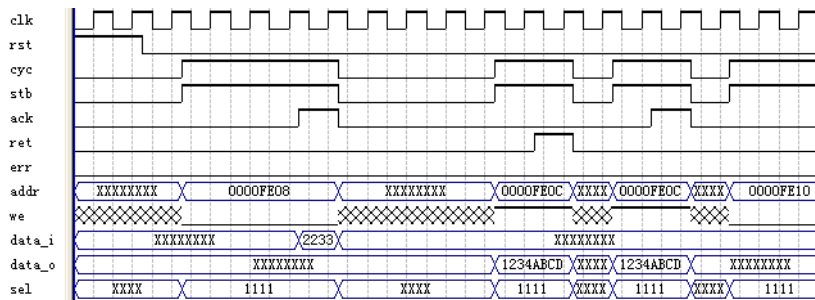 clk
rst
cyc
stb
ack
ret
err
addr XXXXXXXX 0000FE08 XXXXXXXX 0000FE0C XXXX 0000FE0C XXXX 0000FE10
we
data_i XXXXXXXX 2233 XXXXXXXX
data_o XXXXXXXX 1234ABCD XXXX 1234ABCD XXXXXXXX
sel XXXX 1111 XXXX 1111 XXXX 1111 XXXX 1111